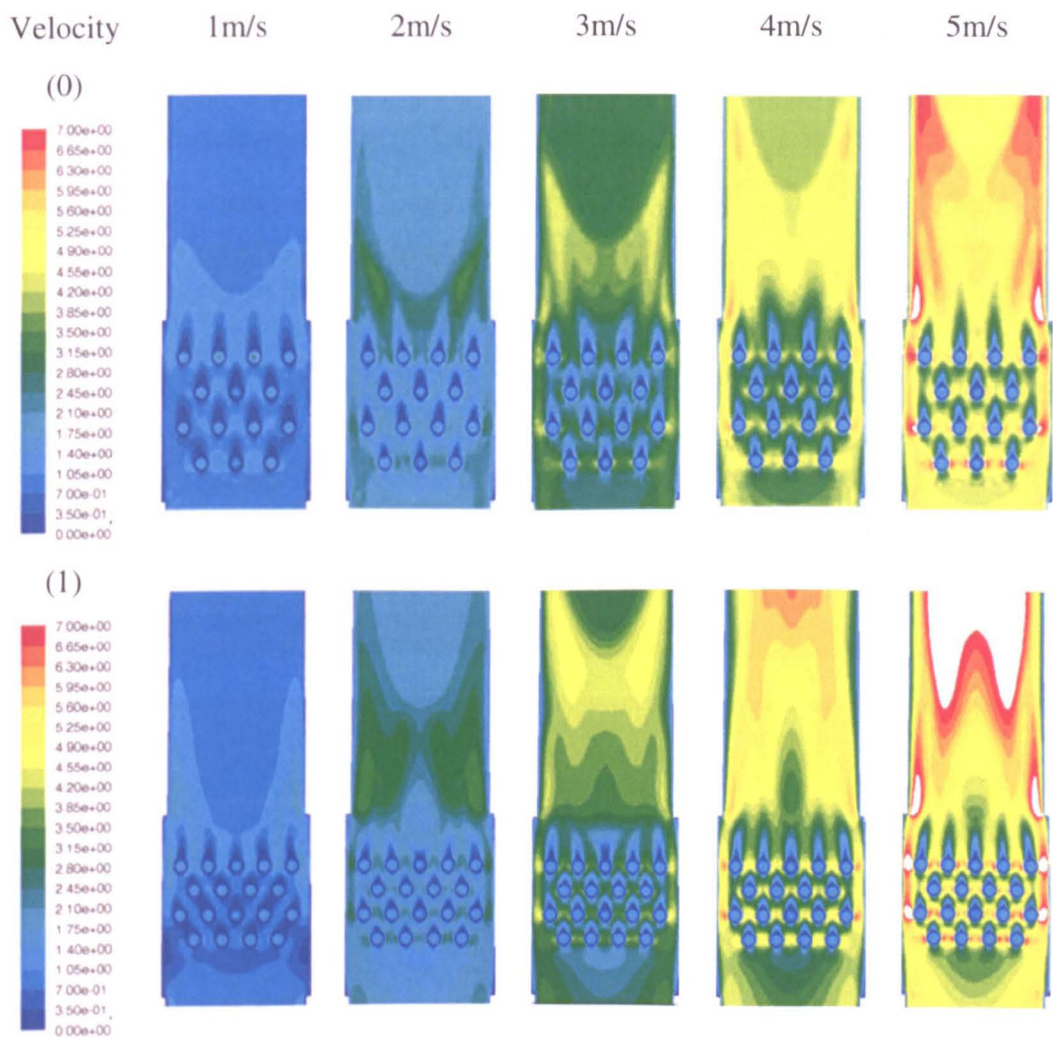 Velocity 1m/s 2m/s 3m/s 4m/s 5m/s
(0)
7.00e+00
6.65e+00
6.30e+00
5.95e+00
5.60e+00
5.25e+00
4.90e+00
4.55e+00
4.20e+00
3.85e+00
3.50e+00
3.15e+00
2.80e+00
2.45e+00
2.10e+00
1.75e+00
1.40e+00
1.05e+00
7.00e-01
3.50e-01
0.00e+00
(1)
7.00e+00
6.65e+00
6.30e+00
5.95e+00
5.60e+00
5.25e+00
4.90e+00
4.55e+00
4.20e+00
3.85e+00
3.50e+00
3.15e+00
2.80e+00
2.45e+00
2.10e+00
1.75e+00
1.40e+00
1.05e+00
7.00e-01
3.50e-01
0.00e+00